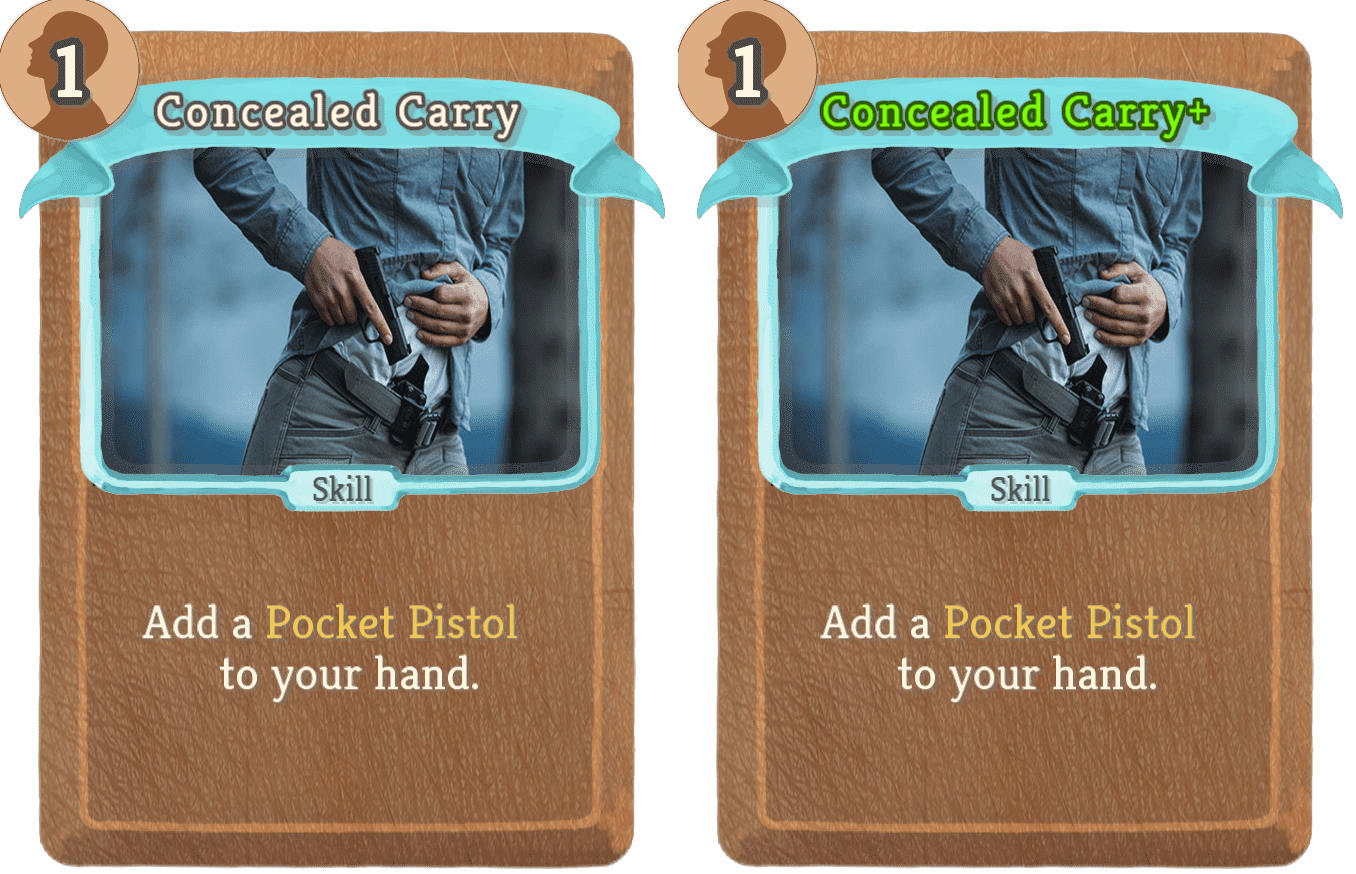 1
Concealed Carry
Skill
Add a Pocket Pistol
to your hand.
1
Concealed Carry+
Skill
Add a Pocket Pistol
to your hand.